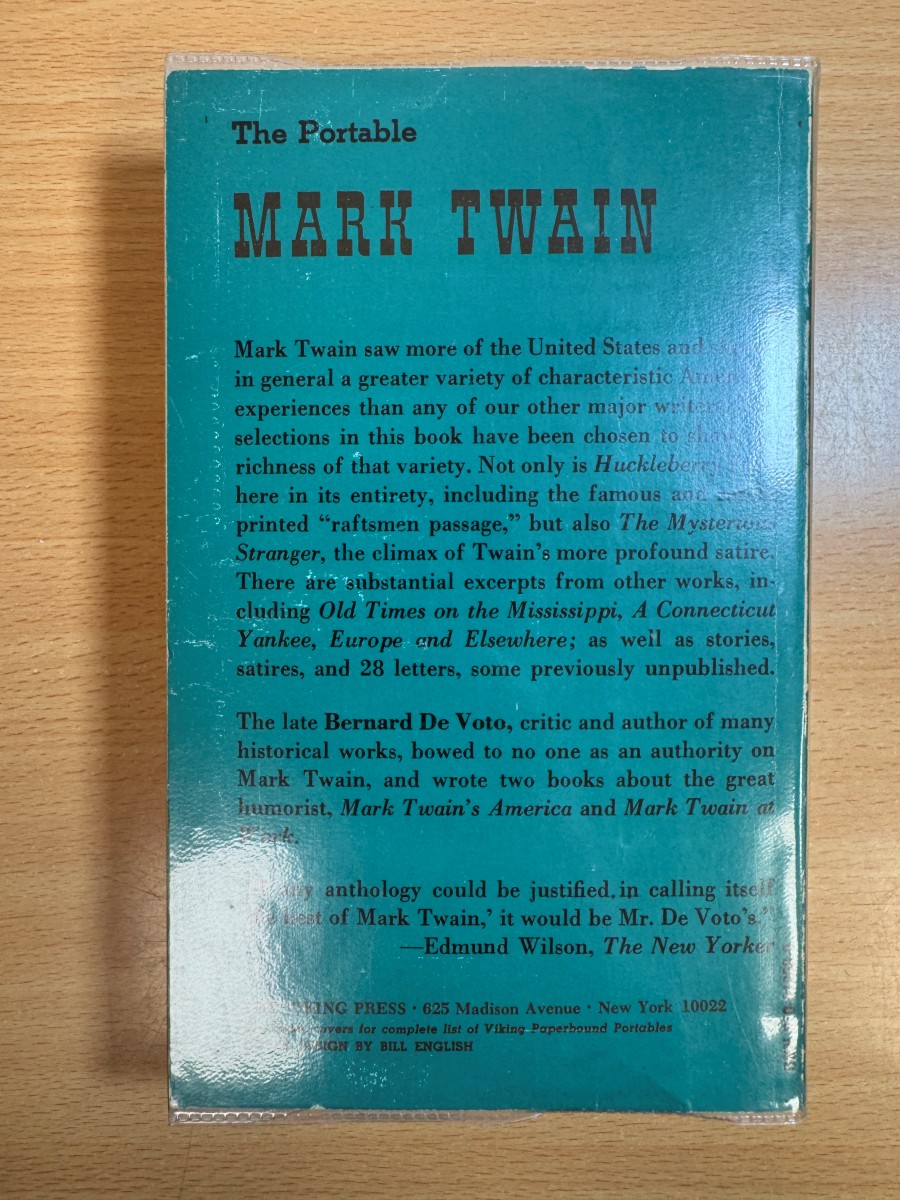 The Portable
MARK TWAIN
Mark Twain saw more of the United States and
in general a greater variety of characteristic
experiences than any of our other major
selections in this book have been chosen to
richness of that variety. Not only is Huckleberry
here in its entirety, including the famous and
printed “raftsmen passage,” but also The Mysterious
Stranger, the climax of Twain’s more profound satire.
There are substantial excerpts from other works, in-
cluding Old Times on the Mississippi, A Connecticut
Yankee, Europe and Elsewhere; as well as stories,
satires, and 28 letters, some previously unpublished.
The late Bernard De Voto, critic and author of many
historical works, bowed to no one as an authority on
Mark Twain, and wrote two books about the great
humorist, Mark Twain’s America and Mark Twain at
Work.
any anthology could be justified in calling itself
of Mark Twain,’ it would be Mr. De Voto’s.”
—Edmund Wilson, The New Yorker
VIKING PRESS · 625 Madison Avenue · New York 10022
covers for complete list of Viking Paperbound Portables
BY BILL ENGLISH